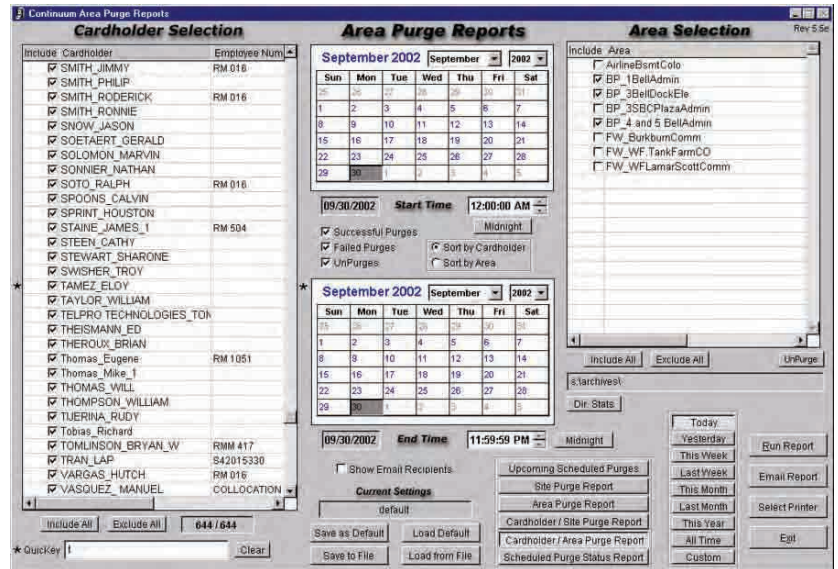 Continuum Area Purge Reports
Cardholder Selection
Include Cardholder Employee Num
SMITH_JIMMY RM 016
SMITH_PHILIP
SMITH_RODERICK RM 016
SMITH_RONNIE
SNOW_JASON
SOETAERT_GERALD
SOLOMON_MARVIN
SONNIER_NATHAN
SOTO_RALPH RM 016
SPOONS_CALVIN
SPRINT_HOUSTON
STAINE_JAMES_1 RM 504
STEEN_CATHY
STEWART_SHARONE
SWISHER_TROY
* TAMEZ_ELOY
TAYLOR_WILLIAM
TELPRO TECHNOLOGIES_TON
THEISMANN_ED
THEROUX_BRIAN
Thomas_Eugene RM 1051
Thomas_Mike_1
THOMAS_WILL
THOMPSON_WILLIAM
TIJERINA_RUDY
Tobias_Richard
TOMLINSON_BRYAN_W RMM 417
TRAN_LAP S42015330
VARGAS_HUTCH RM 016
VASQUEZ_MANUEL COLLOCATION
Include All Exclude All 644 / 644
* QuicKey t Clear
Area Purge Reports
September 2002 September 2002
Sun Mon Tue Wed Thu Fri Sat
25 26 27 28 29 30 31
1 2 3 4 5 6 7
8 9 10 11 12 13 14
15 16 17 18 19 20 21
22 23 24 25 26 27 28
29 30 1 2 3 4 5
09/30/2002 Start Time 12:00:00 AM
Midnight
Successful Purges
Failed Purges
UnPurges
Sort by Cardholder
Sort by Area
*
September 2002 September 2002
Sun Mon Tue Wed Thu Fri Sat
25 26 27 28 29 30 31
1 2 3 4 5 6 7
8 9 10 11 12 13 14
15 16 17 18 19 20 21
22 23 24 25 26 27 28
29 30 1 2 3 4 5
09/30/2002 End Time 11:59:59 PM Midnight
Show Email Recipients
Current Settings
default
Save as Default Load Default
Save to File Load from File
Upcoming Scheduled Purges
Site Purge Report
Area Purge Report
Cardholder / Site Purge Report
Cardholder / Area Purge Report
Scheduled Purge Status Report
Area Selection
Rev 5.5e
Include Area
AirlineBsmtColo
BP_1BellAdmin
BP_3BellDockEle
BP_3SBCPlazaAdmin
BP_4 and 5 BellAdmin
FW_BurkburnComm
FW_WF.TankFarmCO
FW_WFLamarScottComm
Include All Exclude All UnPurge
s:\archives\
Dir. Stats
Today
Yesterday
This Week
Last Week
This Month
Last Month
This Year
All Time
Custom
Run Report
Email Report
Select Printer
Exit